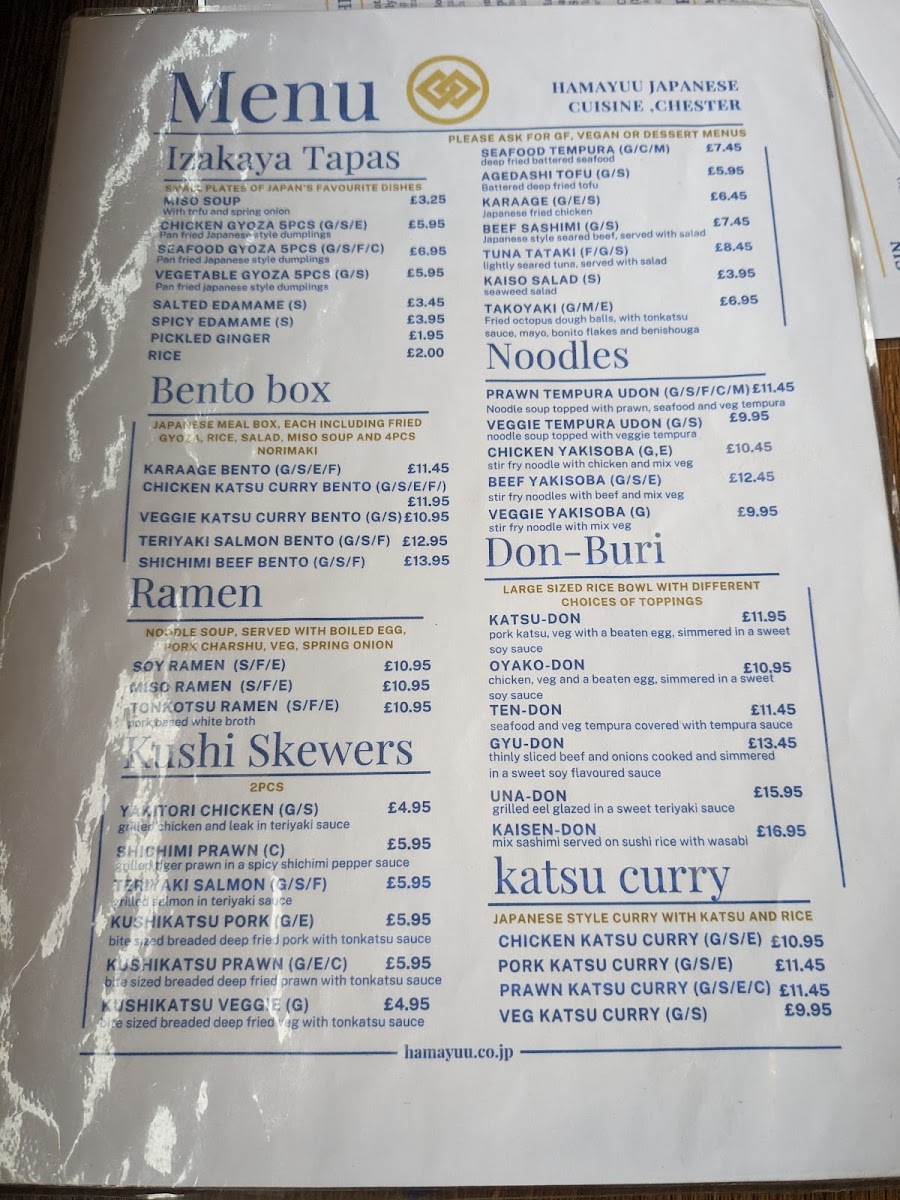 Menu
HAMAYUU JAPANESE
CUISINE ,CHESTER
PLEASE ASK FOR GF, VEGAN OR DESSERT MENUS
Izakaya Tapas
SMALL PLATES OF JAPAN'S FAVOURITE DISHES
MISO SOUP £3.25
With tofu and spring onion
CHICKEN GYOZA 5PCS (G/S/E) £5.95
Pan fried Japanese style dumplings
SEAFOOD GYOZA 5PCS (G/S/F/C) £6.95
Pan fried Japanese style dumplings
VEGETABLE GYOZA 5PCS (G/S) £5.95
Pan fried japanese style dumplings
SALTED EDAMAME (S) £3.45
SPICY EDAMAME (S) £3.95
PICKLED GINGER £1.95
RICE £2.00
Bento box
JAPANESE MEAL BOX, EACH INCLUDING FRIED
GYOZA, RICE, SALAD, MISO SOUP AND 4PCS
NORIMAKI
KARAAGE BENTO (G/S/E/F) £11.45
CHICKEN KATSU CURRY BENTO (G/S/E/F/)
£11.95
VEGGIE KATSU CURRY BENTO (G/S) £10.95
TERIYAKI SALMON BENTO (G/S/F) £12.95
SHICHIMI BEEF BENTO (G/S/F) £13.95
Ramen
NOODLE SOUP, SERVED WITH BOILED EGG,
PORK CHARSHU, VEG, SPRING ONION
SOY RAMEN (S/F/E) £10.95
MISO RAMEN (S/F/E) £10.95
TONKOTSU RAMEN (S/F/E) £10.95
pork based white broth
Kushi Skewers
2PCS
YAKITORI CHICKEN (G/S) £4.95
grilled chicken and leak in teriyaki sauce
SHICHIMI PRAWN (C) £5.95
grilled tiger prawn in a spicy shichimi pepper sauce
TERIYAKI SALMON (G/S/F) £5.95
grilled salmon in teriyaki sauce
KUSHIKATSU PORK (G/E) £5.95
bite sized breaded deep fried pork with tonkatsu sauce
KUSHIKATSU PRAWN (G/E/C) £5.95
bite sized breaded deep fried prawn with tonkatsu sauce
KUSHIKATSU VEGGIE (G) £4.95
bite sized breaded deep fried veg with tonkatsu sauce
SEAFOOD TEMPURA (G/C/M) £7.45
deep fried battered seafood
AGEDASHI TOFU (G/S) £5.95
Battered deep fried tofu
KARAAGE (G/E/S) £6.45
Japanese fried chicken
BEEF SASHIMI (G/S) £7.45
Japanese style seared beef, served with salad
TUNA TATAKI (F/G/S) £8.45
lightly seared tuna, served with salad
KAISO SALAD (S) £3.95
seaweed salad
TAKOYAKI (G/M/E) £6.95
Fried octopus dough balls, with tonkatsu
sauce, mayo, bonito flakes and benishouga
Noodles
PRAWN TEMPURA UDON (G/S/F/C/M) £11.45
Noodle soup topped with prawn, seafood and veg tempura
VEGGIE TEMPURA UDON (G/S) £9.95
noodle soup topped with veggie tempura
CHICKEN YAKISOBA (G,E) £10.45
stir fry noodle with chicken and mix veg
BEEF YAKISOBA (G/S/E) £12.45
stir fry noodles with beef and mix veg
VEGGIE YAKISOBA (G) £9.95
stir fry noodle with mix veg
Don-Buri
LARGE SIZED RICE BOWL WITH DIFFERENT
CHOICES OF TOPPINGS
KATSU-DON £11.95
pork katsu, veg with a beaten egg, simmered in a sweet
soy sauce
OYAKO-DON £10.95
chicken, veg and a beaten egg, simmered in a sweet
soy sauce
TEN-DON £11.45
seafood and veg tempura covered with tempura sauce
GYU-DON £13.45
thinly sliced beef and onions cooked and simmered
in a sweet soy flavoured sauce
UNA-DON £15.95
grilled eel glazed in a sweet teriyaki sauce
KAISEN-DON £16.95
mix sashimi served on sushi rice with wasabi
katsu curry
JAPANESE STYLE CURRY WITH KATSU AND RICE
CHICKEN KATSU CURRY (G/S/E) £10.95
PORK KATSU CURRY (G/S/E) £11.45
PRAWN KATSU CURRY (G/S/E/C) £11.45
VEG KATSU CURRY (G/S) £9.95
hamayuu.co.jp